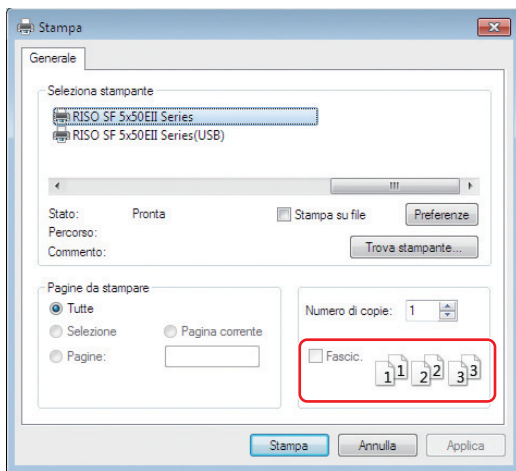 Stampa
Generale
Seleziona stampante
RISO SF 5x50EII Series
RISO SF 5x50EII Series(USB)
Stato: Pronta
Stampa su file
Preferenze
Percorso:
Commento:
Trova stampante...
Pagine da stampare
Tutte
Selezione
Pagina corrente
Pagine:
Numero di copie: 1
Fascic.
1 1 2 2 3 3
Stampa
Annulla
Applica